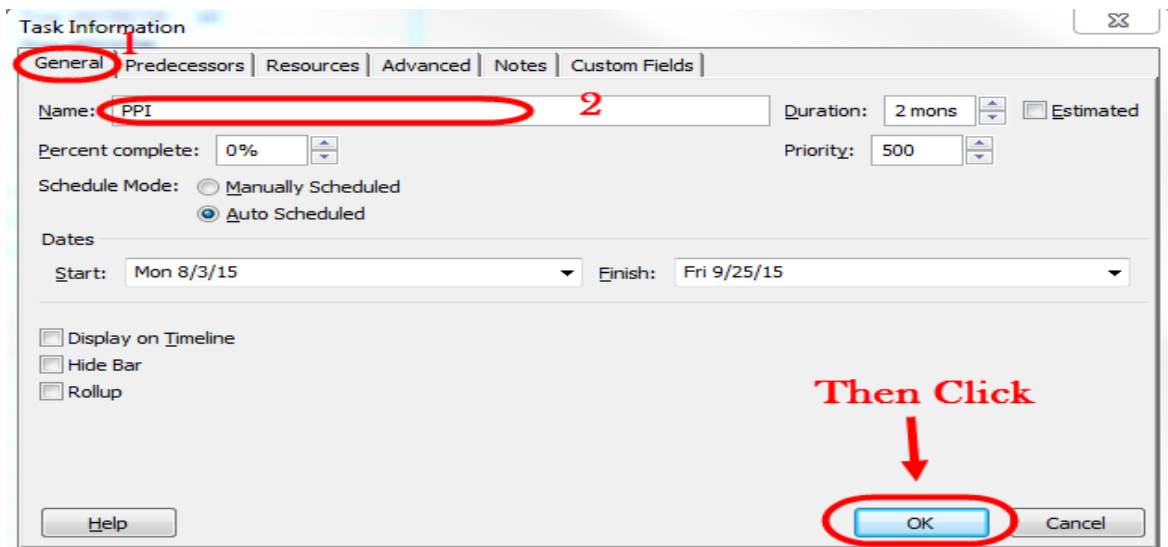 Task Information
1
General Predecessors Resources Advanced Notes Custom Fields
Name: PPI 2 Duration: 2 mons Estimated
Percent complete: 0% Priority: 500
Schedule Mode: Manually Scheduled
Auto Scheduled
Dates
Start: Mon 8/3/15 Finish: Fri 9/25/15
Display on Timeline
Hide Bar
Rollup
Then Click
Help OK Cancel